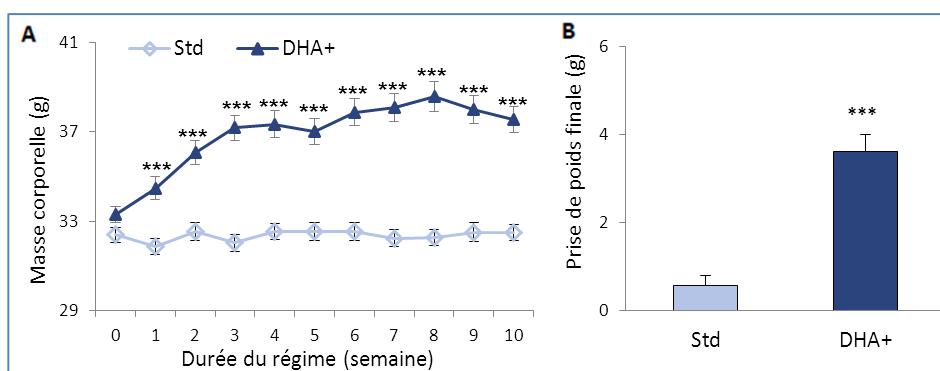 A
Std
DHA+
Masse corporelle (g)
41
37
33
29
***
***
***
***
***
***
***
***
***
***
0 1 2 3 4 5 6 7 8 9 10
Durée du régime (semaine)
B
Prise de poids finale (g)
6
4
2
0
***
Std
DHA+